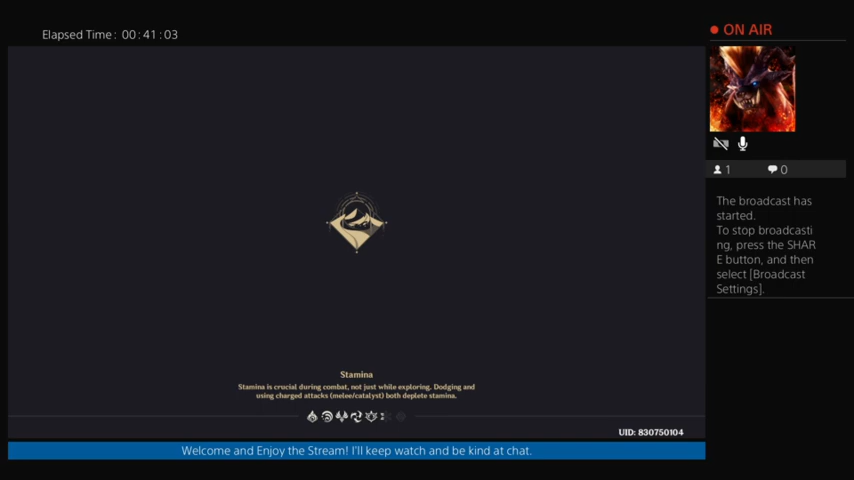 Elapsed Time: 00:41:03
ON AIR
1
0
The broadcast has
started.
To stop broadcasti
ng, press the SHAR
E button, and then
select [Broadcast
Settings].
Stamina
Stamina is crucial during combat, not just while exploring. Dodging and
using charged attacks (melee/catalyst) both deplete stamina.
UID: 830750104
Welcome and Enjoy the Stream! I'll keep watch and be kind at chat.